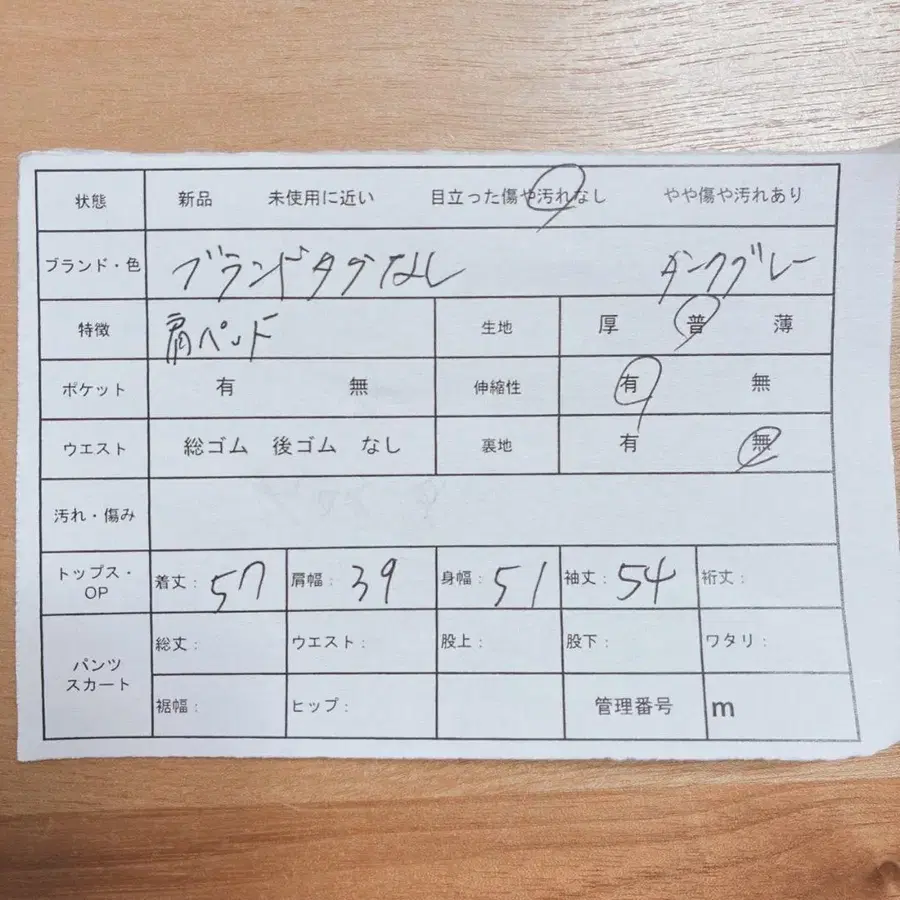 状態 新品 未使用に近い 目立った傷や汚れなし やや傷や汚れあり
ブランド・色 ブランドタグなし ダークグレー
特徴 肩パッド 生地 厚 普 薄
ポケット 有 無 伸縮性 有 無
ウエスト 総ゴム 後ゴム なし 裏地 有 無
汚れ・傷み
トップス・OP 着丈: 57 肩幅: 39 身幅: 51 袖丈: 54 裄丈:
パンツ スカート 総丈: ウエスト: 股上: 股下: ワタリ:
裾幅: ヒップ: 管理番号 m